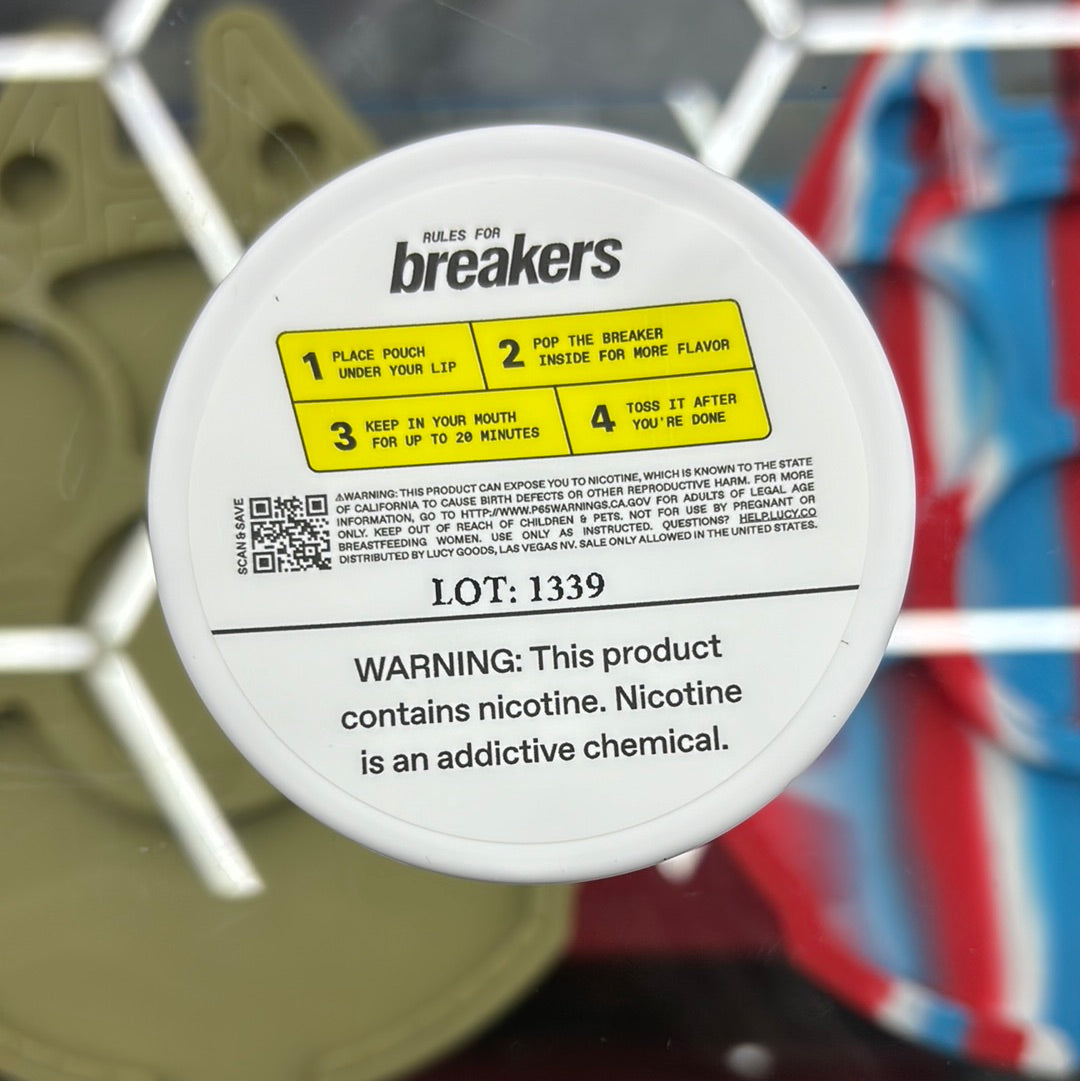 RULES FOR
breakers
1 PLACE POUCH
UNDER YOUR LIP
2 POP THE BREAKER
INSIDE FOR MORE FLAVOR
3 KEEP IN YOUR MOUTH
FOR UP TO 20 MINUTES
4 TOSS IT AFTER
YOU'RE DONE
SCAN & SAVE
⚠WARNING: THIS PRODUCT CAN EXPOSE YOU TO NICOTINE, WHICH IS KNOWN TO THE STATE
OF CALIFORNIA TO CAUSE BIRTH DEFECTS OR OTHER REPRODUCTIVE HARM. FOR MORE
INFORMATION, GO TO HTTP://WWW.P65WARNINGS.CA.GOV FOR ADULTS OF LEGAL AGE
ONLY. KEEP OUT OF REACH OF CHILDREN & PETS. NOT FOR USE BY PREGNANT OR
BREASTFEEDING WOMEN. USE ONLY AS INSTRUCTED. QUESTIONS? HELP.LUCY.CO
DISTRIBUTED BY LUCY GOODS, LAS VEGAS NV. SALE ONLY ALLOWED IN THE UNITED STATES.
LOT: 1339
WARNING: This product
contains nicotine. Nicotine
is an addictive chemical.